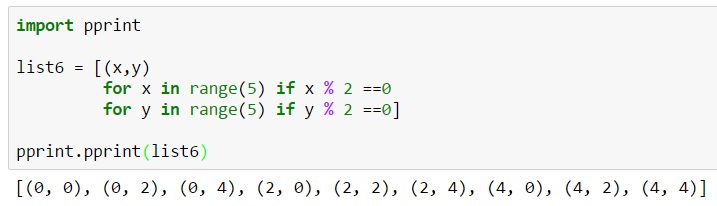 import pprint
list6 = [(x,y)
for x in range(5) if x % 2 ==0
for y in range(5) if y % 2 ==0]
pprint.pprint(list6)
[(0, 0), (0, 2), (0, 4), (2, 0), (2, 2), (2, 4), (4, 0), (4, 2), (4, 4)]